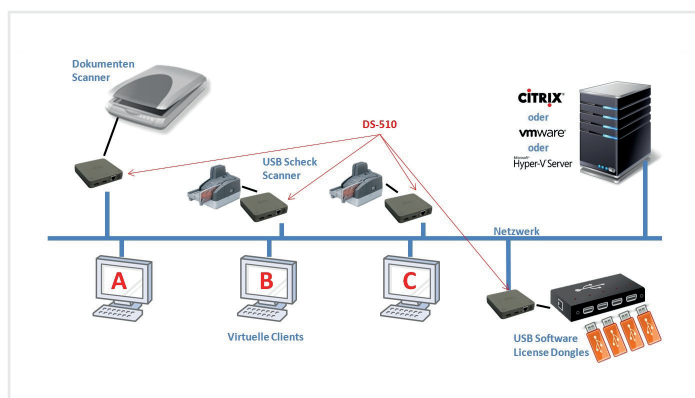 Dokumenten
Scanner
CITRIX
oder
vmware
oder
Microsoft
Hyper-V Server
DS-510
USB Scheck
Scanner
Netzwerk
A
B
C
Virtuelle Clients
USB Software
License Dongles